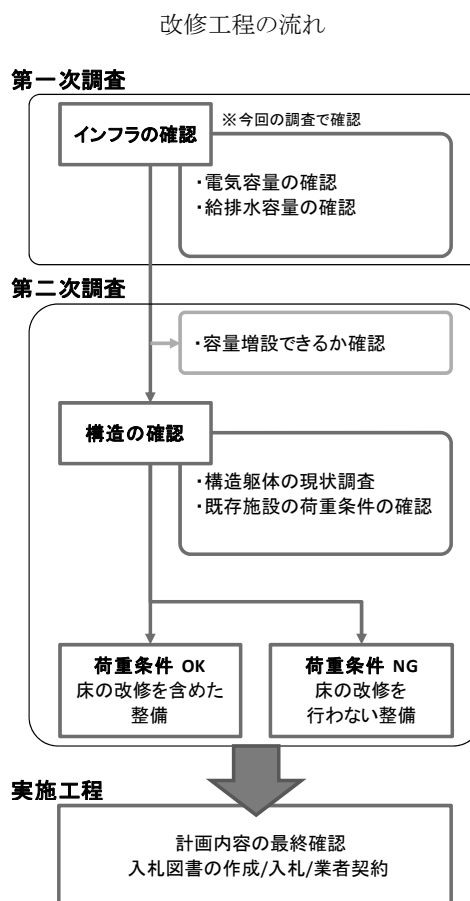 改修工程の流れ
第一次調査
インフラの確認
※今回の調査で確認
・電気容量の確認
・給排水容量の確認
第二次調査
・容量増設できるか確認
構造の確認
・構造躯体の現状調査
・既存施設の荷重条件の確認
荷重条件 OK
床の改修を含めた
整備
荷重条件 NG
床の改修を
行わない整備
実施工程
計画内容の最終確認
入札図書の作成/入札/業者契約